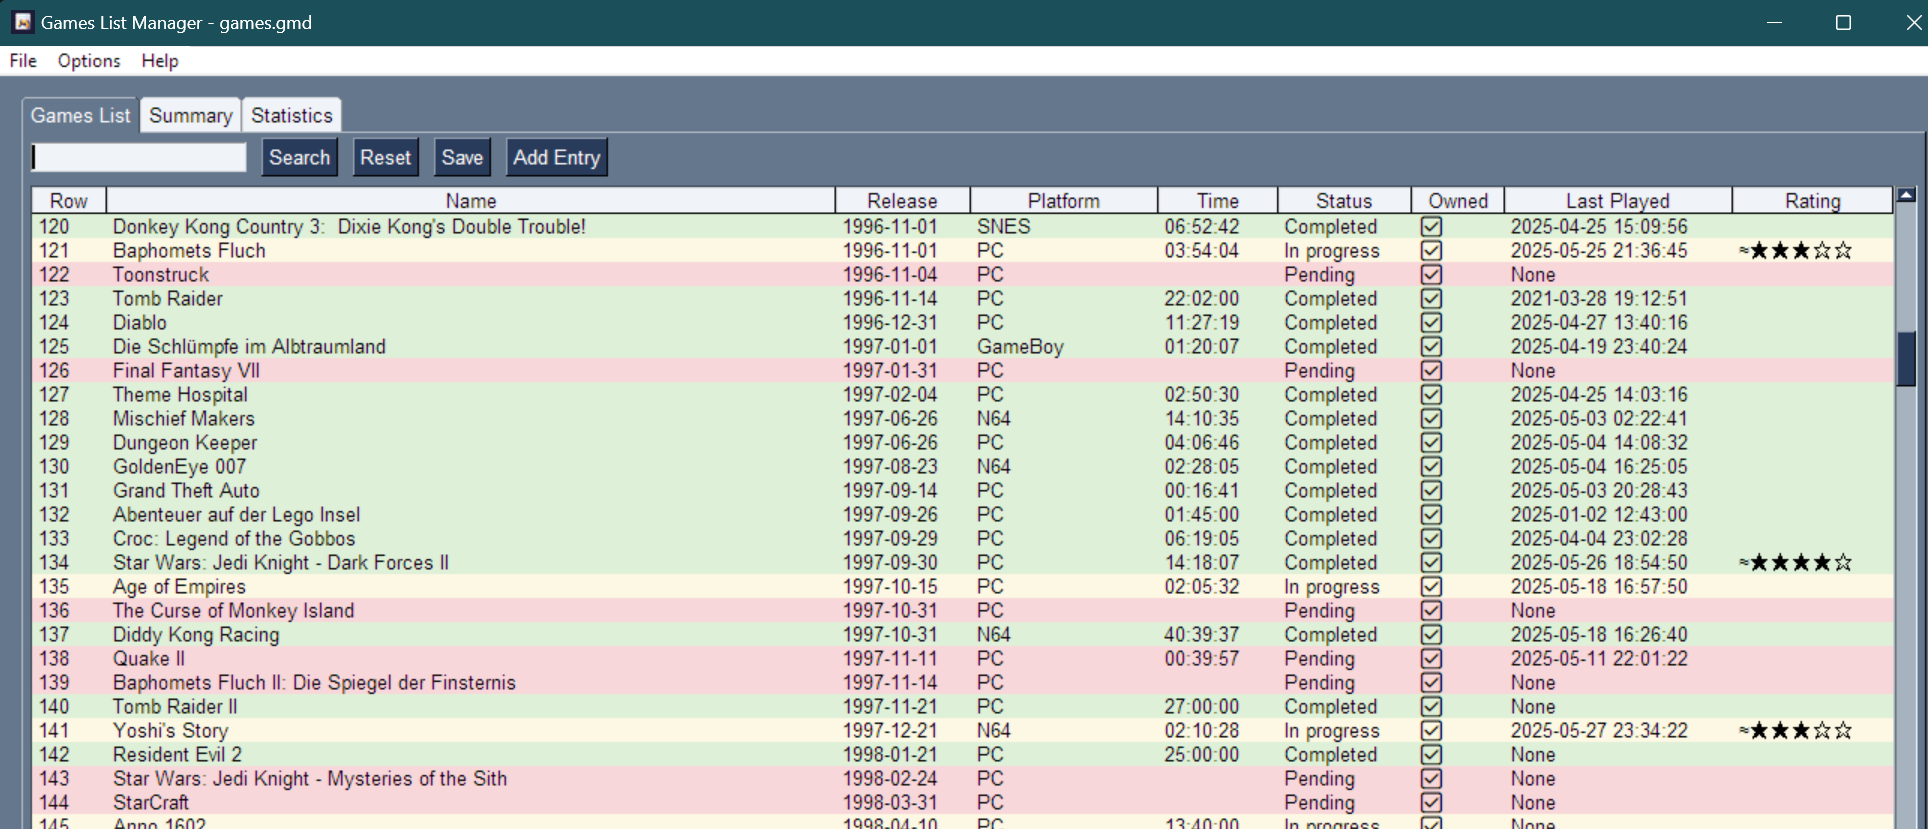 Games List Manager - games.gmd
File Options Help
Games List Summary Statistics
Search Reset Save Add Entry
Row Name Release Platform Time Status Owned Last Played Rating
120 Donkey Kong Country 3:  Dixie Kong's Double Trouble! 1996-11-01 SNES 06:52:42 Completed 2025-04-25 15:09:56
121 Baphomets Fluch 1996-11-01 PC 03:54:04 In progress 2025-05-25 21:36:45 ≈★★★☆☆
122 Toonstruck 1996-11-04 PC Pending None
123 Tomb Raider 1996-11-14 PC 22:02:00 Completed 2021-03-28 19:12:51
124 Diablo 1996-12-31 PC 11:27:19 Completed 2025-04-27 13:40:16
125 Die Schlümpfe im Albtraumland 1997-01-01 GameBoy 01:20:07 Completed 2025-04-19 23:40:24
126 Final Fantasy VII 1997-01-31 PC Pending None
127 Theme Hospital 1997-02-04 PC 02:50:30 Completed 2025-04-25 14:03:16
128 Mischief Makers 1997-06-26 N64 14:10:35 Completed 2025-05-03 02:22:41
129 Dungeon Keeper 1997-06-26 PC 04:06:46 Completed 2025-05-04 14:08:32
130 GoldenEye 007 1997-08-23 N64 02:28:05 Completed 2025-05-04 16:25:05
131 Grand Theft Auto 1997-09-14 PC 00:16:41 Completed 2025-05-03 20:28:43
132 Abenteuer auf der Lego Insel 1997-09-26 PC 01:45:00 Completed 2025-01-02 12:43:00
133 Croc: Legend of the Gobbos 1997-09-29 PC 06:19:05 Completed 2025-04-04 23:02:28
134 Star Wars: Jedi Knight - Dark Forces II 1997-09-30 PC 14:18:07 Completed 2025-05-26 18:54:50 ≈★★★★☆
135 Age of Empires 1997-10-15 PC 02:05:32 In progress 2025-05-18 16:57:50
136 The Curse of Monkey Island 1997-10-31 PC Pending None
137 Diddy Kong Racing 1997-10-31 N64 40:39:37 Completed 2025-05-18 16:26:40
138 Quake II 1997-11-11 PC 00:39:57 Pending 2025-05-11 22:01:22
139 Baphomets Fluch II: Die Spiegel der Finsternis 1997-11-14 PC Pending None
140 Tomb Raider II 1997-11-21 PC 27:00:00 Completed None
141 Yoshi's Story 1997-12-21 N64 02:10:28 In progress 2025-05-27 23:34:22 ≈★★★☆☆
142 Resident Evil 2 1998-01-21 PC 25:00:00 Completed None
143 Star Wars: Jedi Knight - Mysteries of the Sith 1998-02-24 PC Pending None
144 StarCraft 1998-03-31 PC Pending None
145 Anno 1602 1998-04-10 PC 13:40:00 In progress None